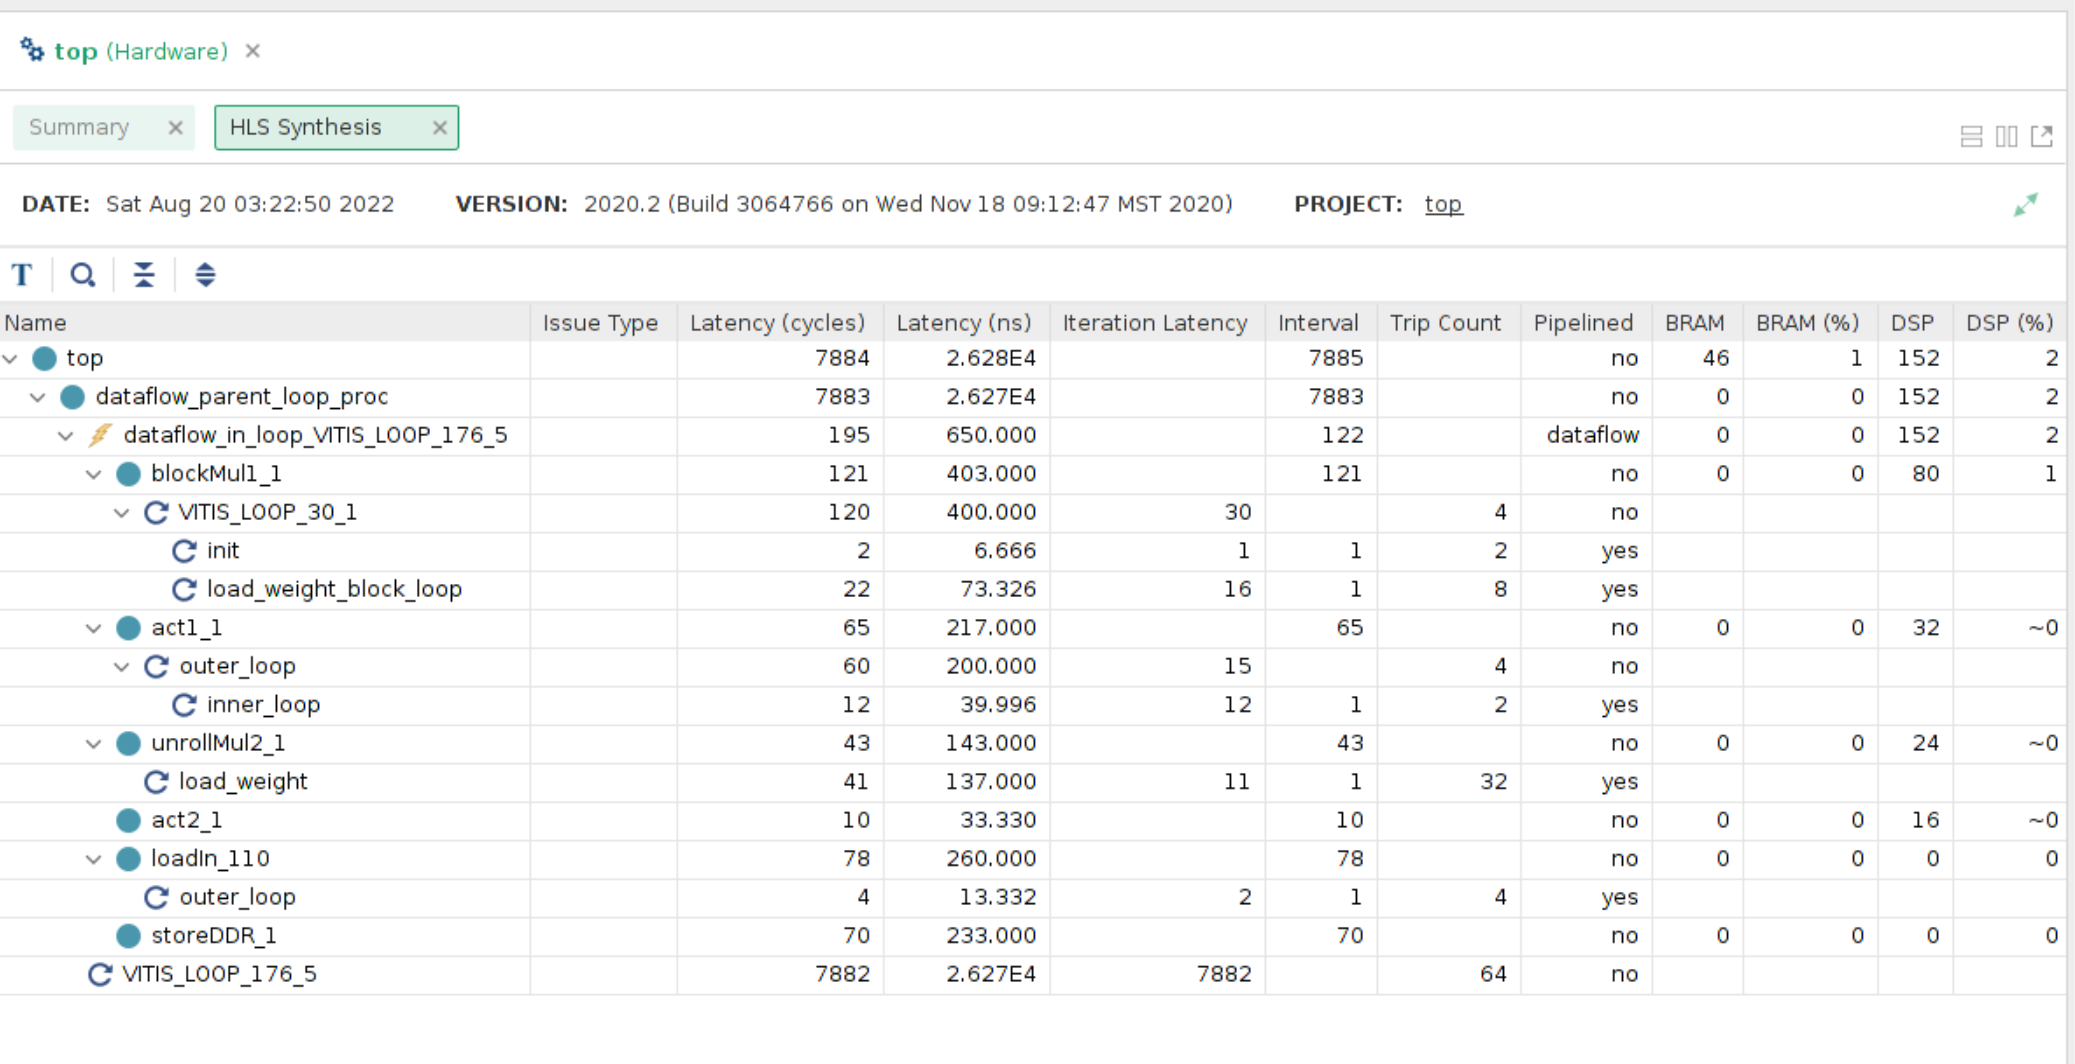 top (Hardware)
Summary HLS Synthesis
DATE: Sat Aug 20 03:22:50 2022 VERSION: 2020.2 (Build 3064766 on Wed Nov 18 09:12:47 MST 2020) PROJECT: top
T
Name Issue Type Latency (cycles) Latency (ns) Iteration Latency Interval Trip Count Pipelined BRAM BRAM (%) DSP DSP (%)
top 7884 2.628E4 7885 no 46 1 152 2
dataflow_parent_loop_proc 7883 2.627E4 7883 no 0 0 152 2
dataflow_in_loop_VITIS_LOOP_176_5 195 650.000 122 dataflow 0 0 152 2
blockMul1_1 121 403.000 121 no 0 0 80 1
VITIS_LOOP_30_1 120 400.000 30 4 no
init 2 6.666 1 1 2 yes
load_weight_block_loop 22 73.326 16 1 8 yes
act1_1 65 217.000 65 no 0 0 32 ~0
outer_loop 60 200.000 15 4 no
inner_loop 12 39.996 12 1 2 yes
unrollMul2_1 43 143.000 43 no 0 0 24 ~0
load_weight 41 137.000 11 1 32 yes
act2_1 10 33.330 10 no 0 0 16 ~0
loadIn_110 78 260.000 78 no 0 0 0 0
outer_loop 4 13.332 2 1 4 yes
storeDDR_1 70 233.000 70 no 0 0 0 0
VITIS_LOOP_176_5 7882 2.627E4 7882 64 no